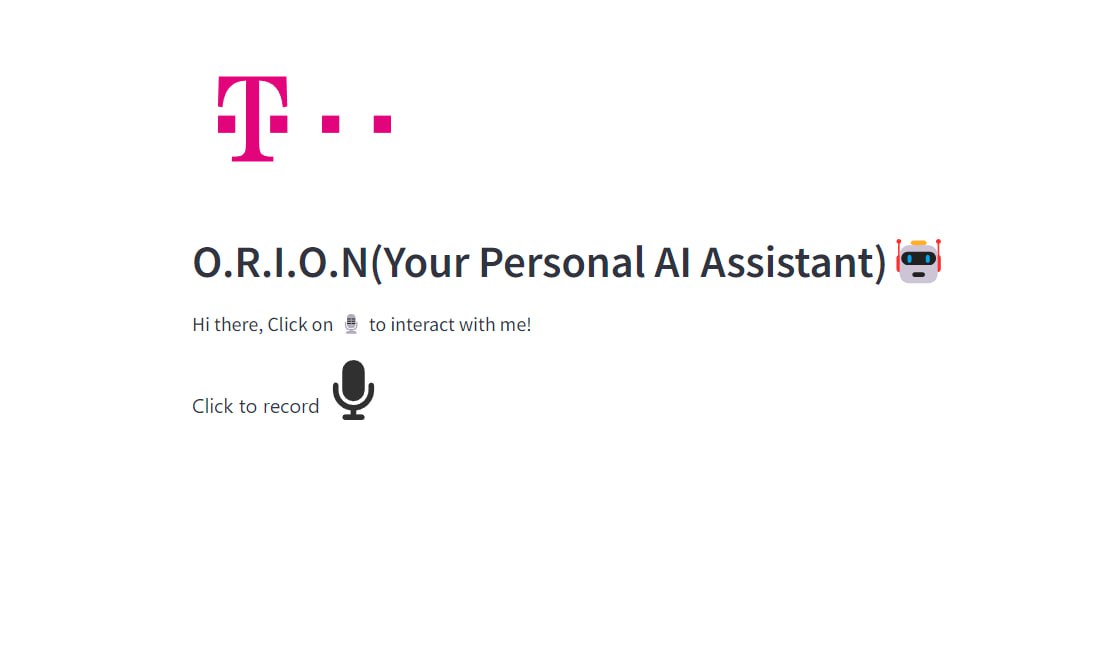 T
O.R.I.O.N(Your Personal AI Assistant)
Hi there, Click on 🎙️ to interact with me!
Click to record